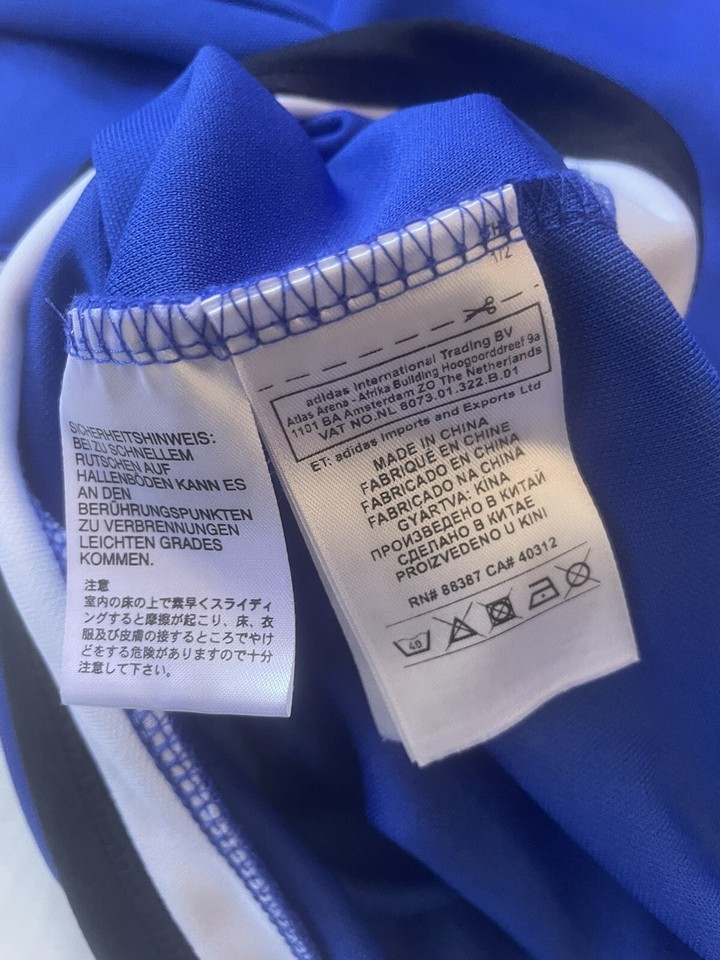 SICHERHEITSHINWEIS:
BEI ZU SCHNELLEM
RUTSCHEN AUF
HALLENBÖDEN KANN ES
AN DEN
BERÜHRUNGSPUNKTEN
ZU VERBRENNUNGEN
LEICHTEN GRADES
KOMMEN.
注意
室内の床の上で素早くスライディ
ングすると摩擦が起こり、床、衣
服及び皮膚の接するところでやけ
どをする危険がありますので十分
注意して下さい。
1/2
adidas International Trading BV
Atlas Arena - Afrika Building Hoogoorddreef 9a
1101 BA Amsterdam ZO The Netherlands
VAT NO.NL 8073.01.322.B.01
ET: adidas Imports and Exports Ltd
MADE IN CHINA
FABRIQUÉ EN CHINE
FABRICADO EN CHINA
FABRICADO NA CHINA
GYÁRTVA: KÍNA
ПРОИЗВЕДЕНО В КИТАЙ
СДЕЛАНО В КИТАЕ
PROIZVEDENO U KINI
RN# 88387 CA# 40312
40